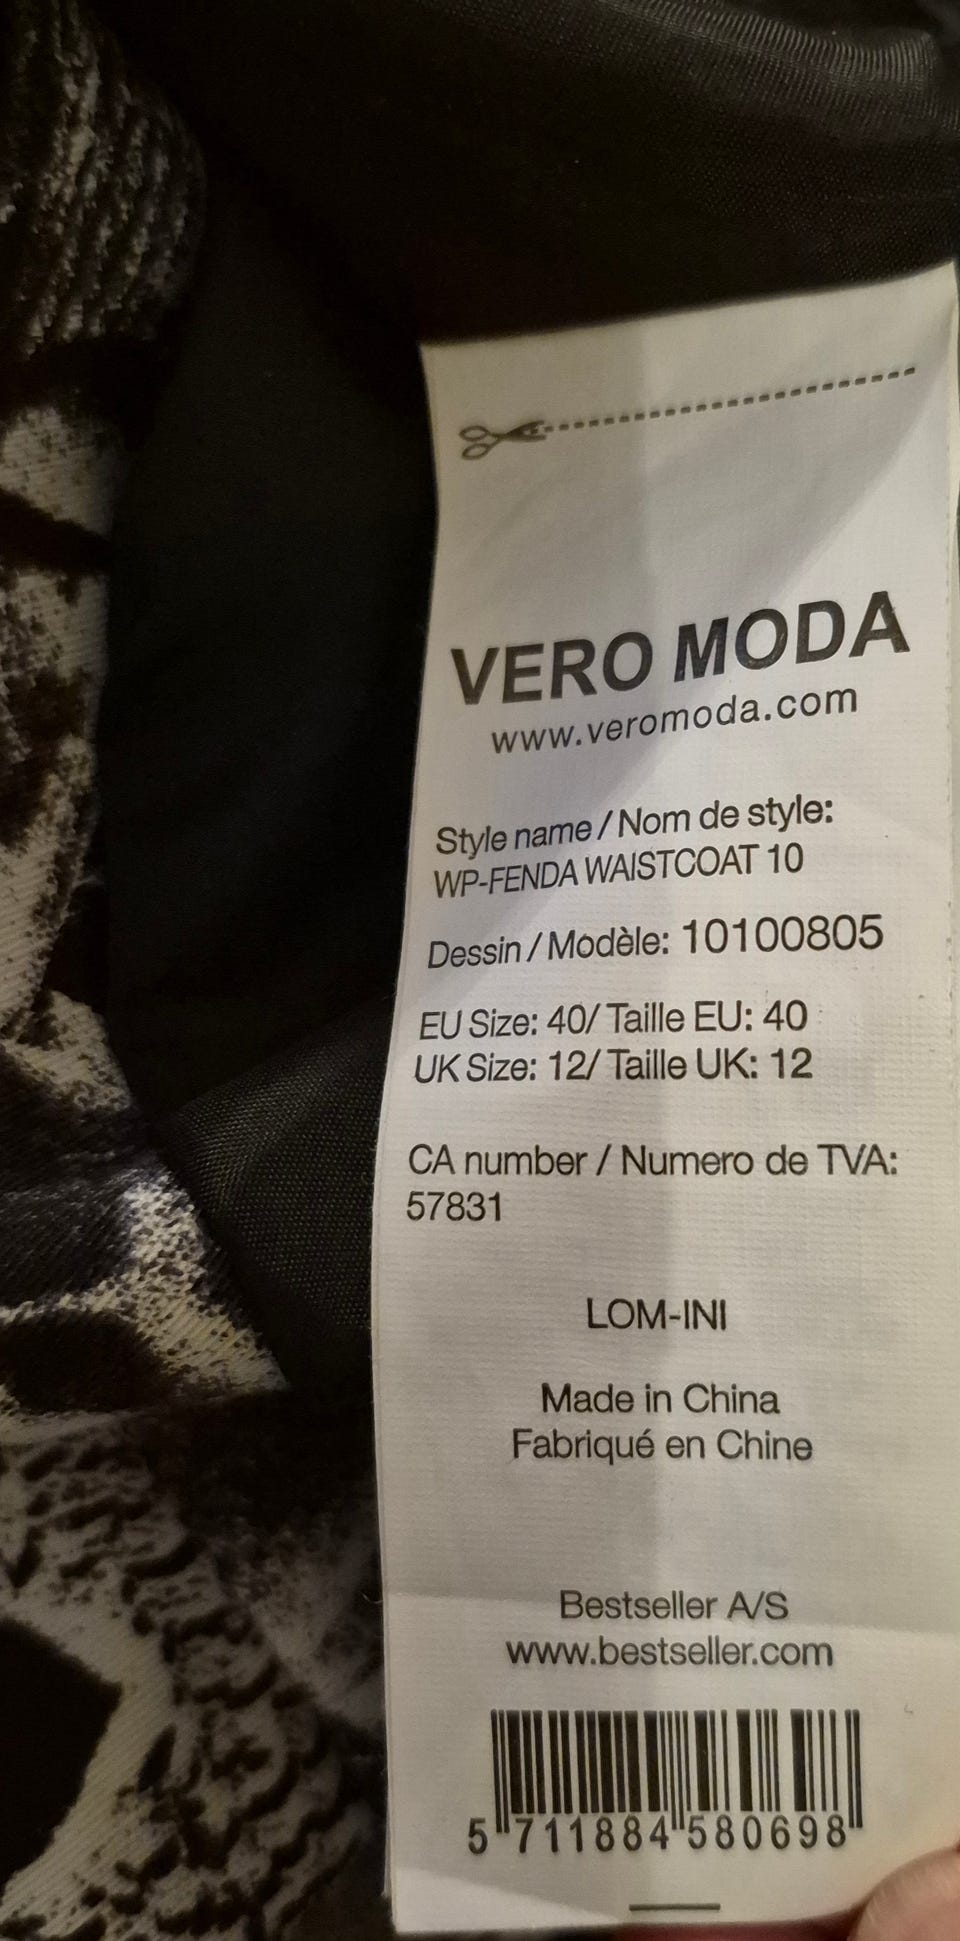 VERO MODA
www.veromoda.com
Style name / Nom de style:
WP-FENDA WAISTCOAT 10
Dessin / Modèle: 10100805
EU Size: 40/ Taille EU: 40
UK Size: 12/ Taille UK: 12
CA number / Numero de TVA:
57831
LOM-INI
Made in China
Fabriqué en Chine
Bestseller A/S
www.bestseller.com
5 711884 580698